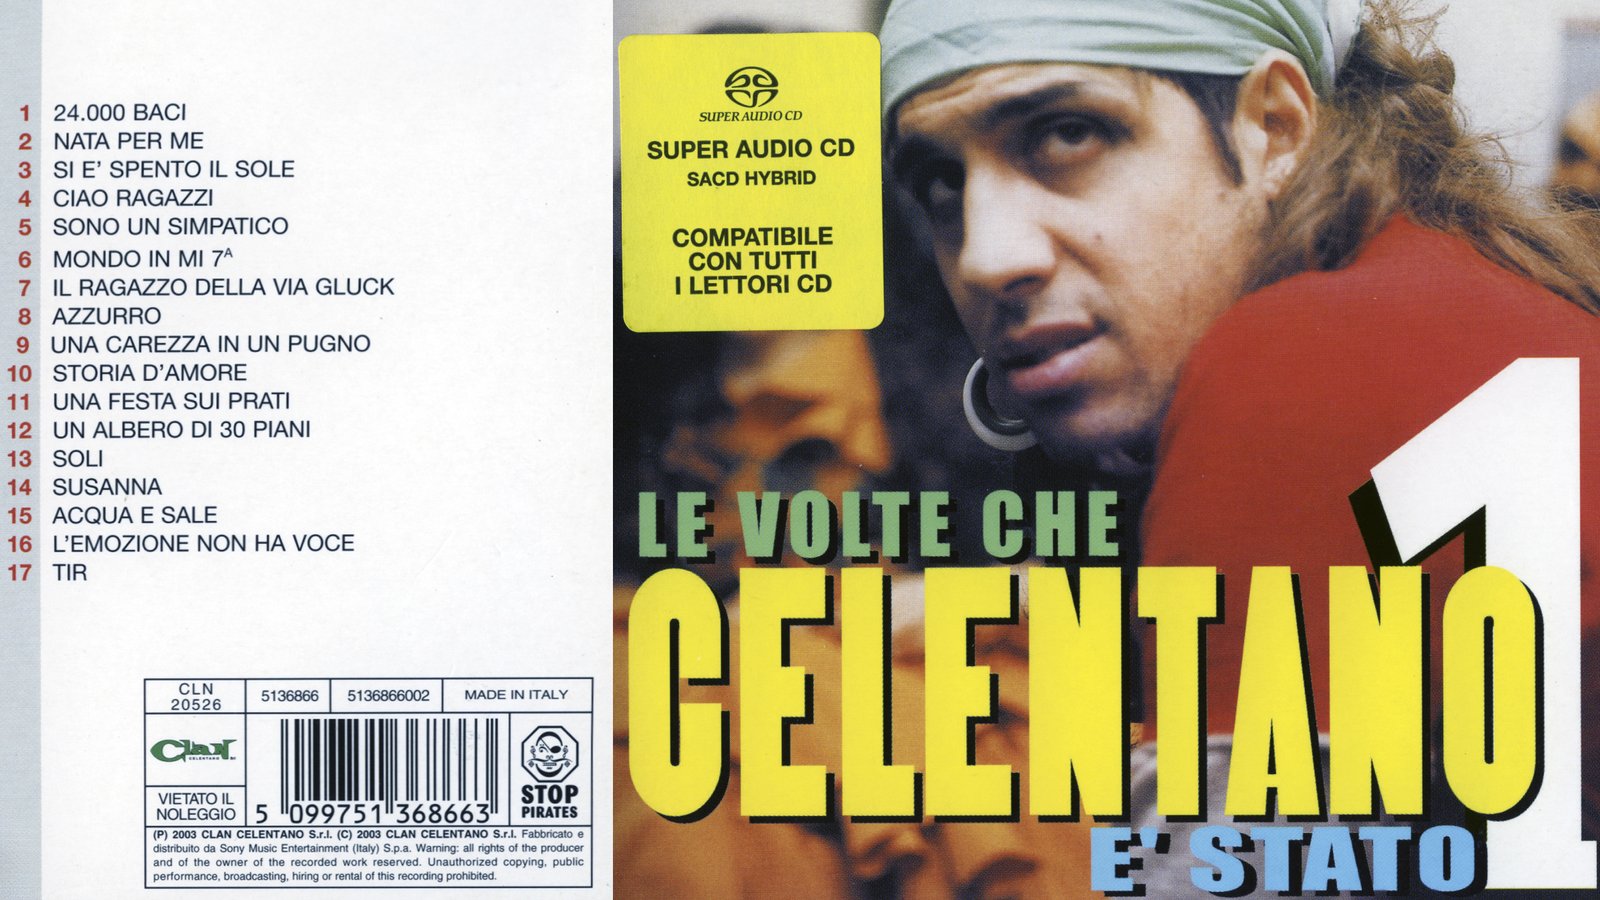 1 24.000 BACI
2 NATA PER ME
3 SI E' SPENTO IL SOLE
4 CIAO RAGAZZI
5 SONO UN SIMPATICO
6 MONDO IN MI 7A
7 IL RAGAZZO DELLA VIA GLUCK
8 AZZURRO
9 UNA CAREZZA IN UN PUGNO
10 STORIA D'AMORE
11 UNA FESTA SUI PRATI
12 UN ALBERO DI 30 PIANI
13 SOLI
14 SUSANNA
15 ACQUA E SALE
16 L'EMOZIONE NON HA VOCE
17 TIR
CLN
20526
5136866
5136866002
MADE IN ITALY
Clan
CELENTANO
VIETATO IL
NOLEGGIO
5 099751 368663
STOP
PIRATES
(P) 2003 CLAN CELENTANO S.r.l. (C) 2003 CLAN CELENTANO S.r.l. Fabbricato e
distribuito da Sony Music Entertainment (Italy) S.p.a. Warning: all rights of the producer
and of the owner of the recorded work reserved. Unauthorized copying, public
performance, broadcasting, hiring or rental of this recording prohibited.
SUPER AUDIO CD
SUPER AUDIO CD
SACD HYBRID
COMPATIBILE
CON TUTTI
I LETTORI CD
LE VOLTE CHE
CELENTANO
E' STATO 1